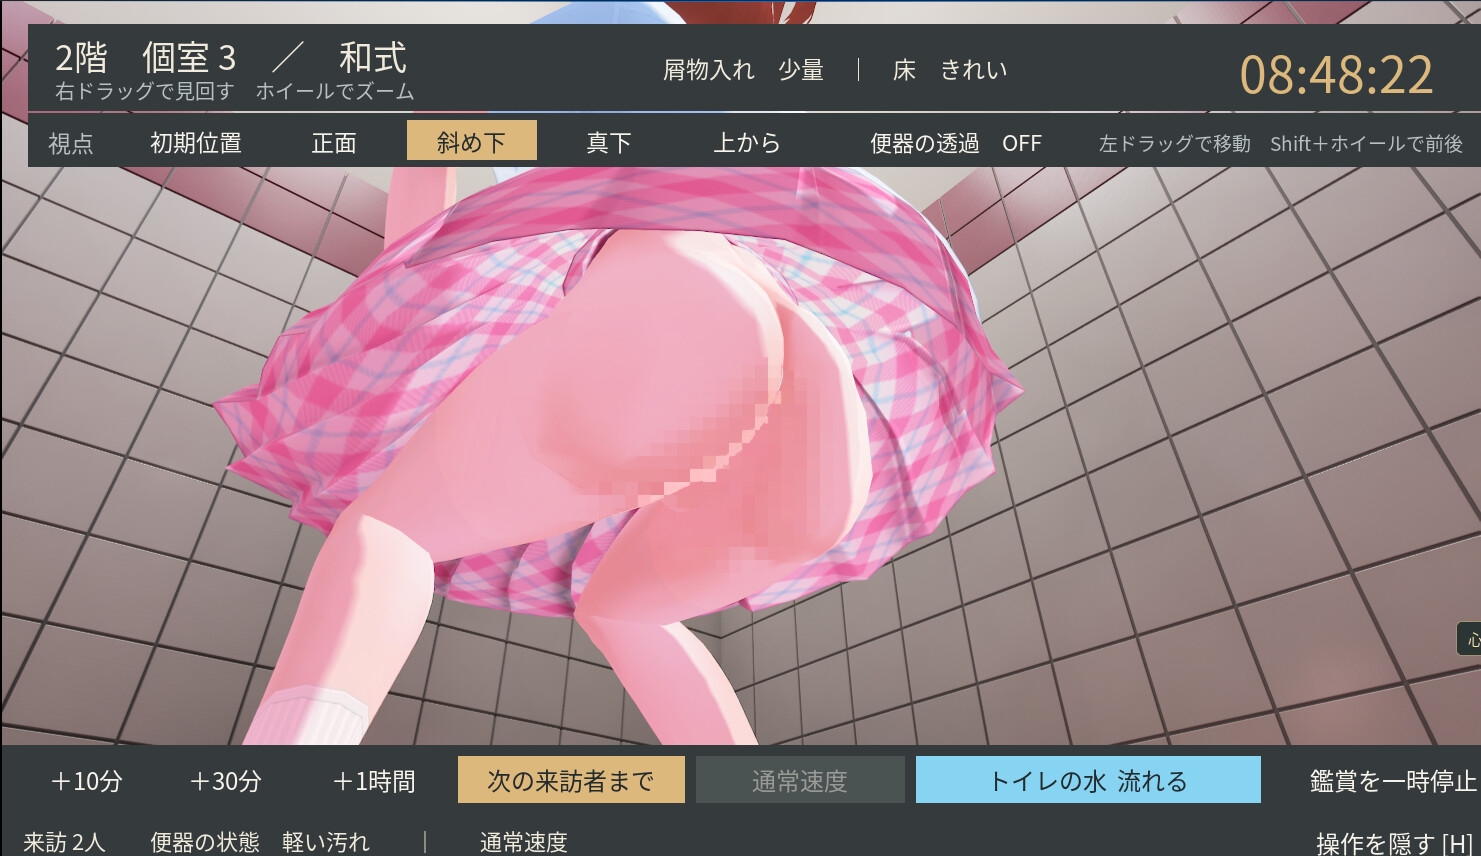 2階 個室 3 ／ 和式
右ドラッグで見回す ホイールでズーム
屑物入れ 少量 ｜ 床 きれい
08:48:22
視点 初期位置 正面 斜め下 真下 上から 便器の透過 OFF 左ドラッグで移動 Shift＋ホイールで前後
心
＋10分 ＋30分 ＋1時間 次の来訪者まで 通常速度 トイレの水 流れる 鑑賞を一時停止
来訪 2人 便器の状態 軽い汚れ ｜ 通常速度 操作を隠す [H]